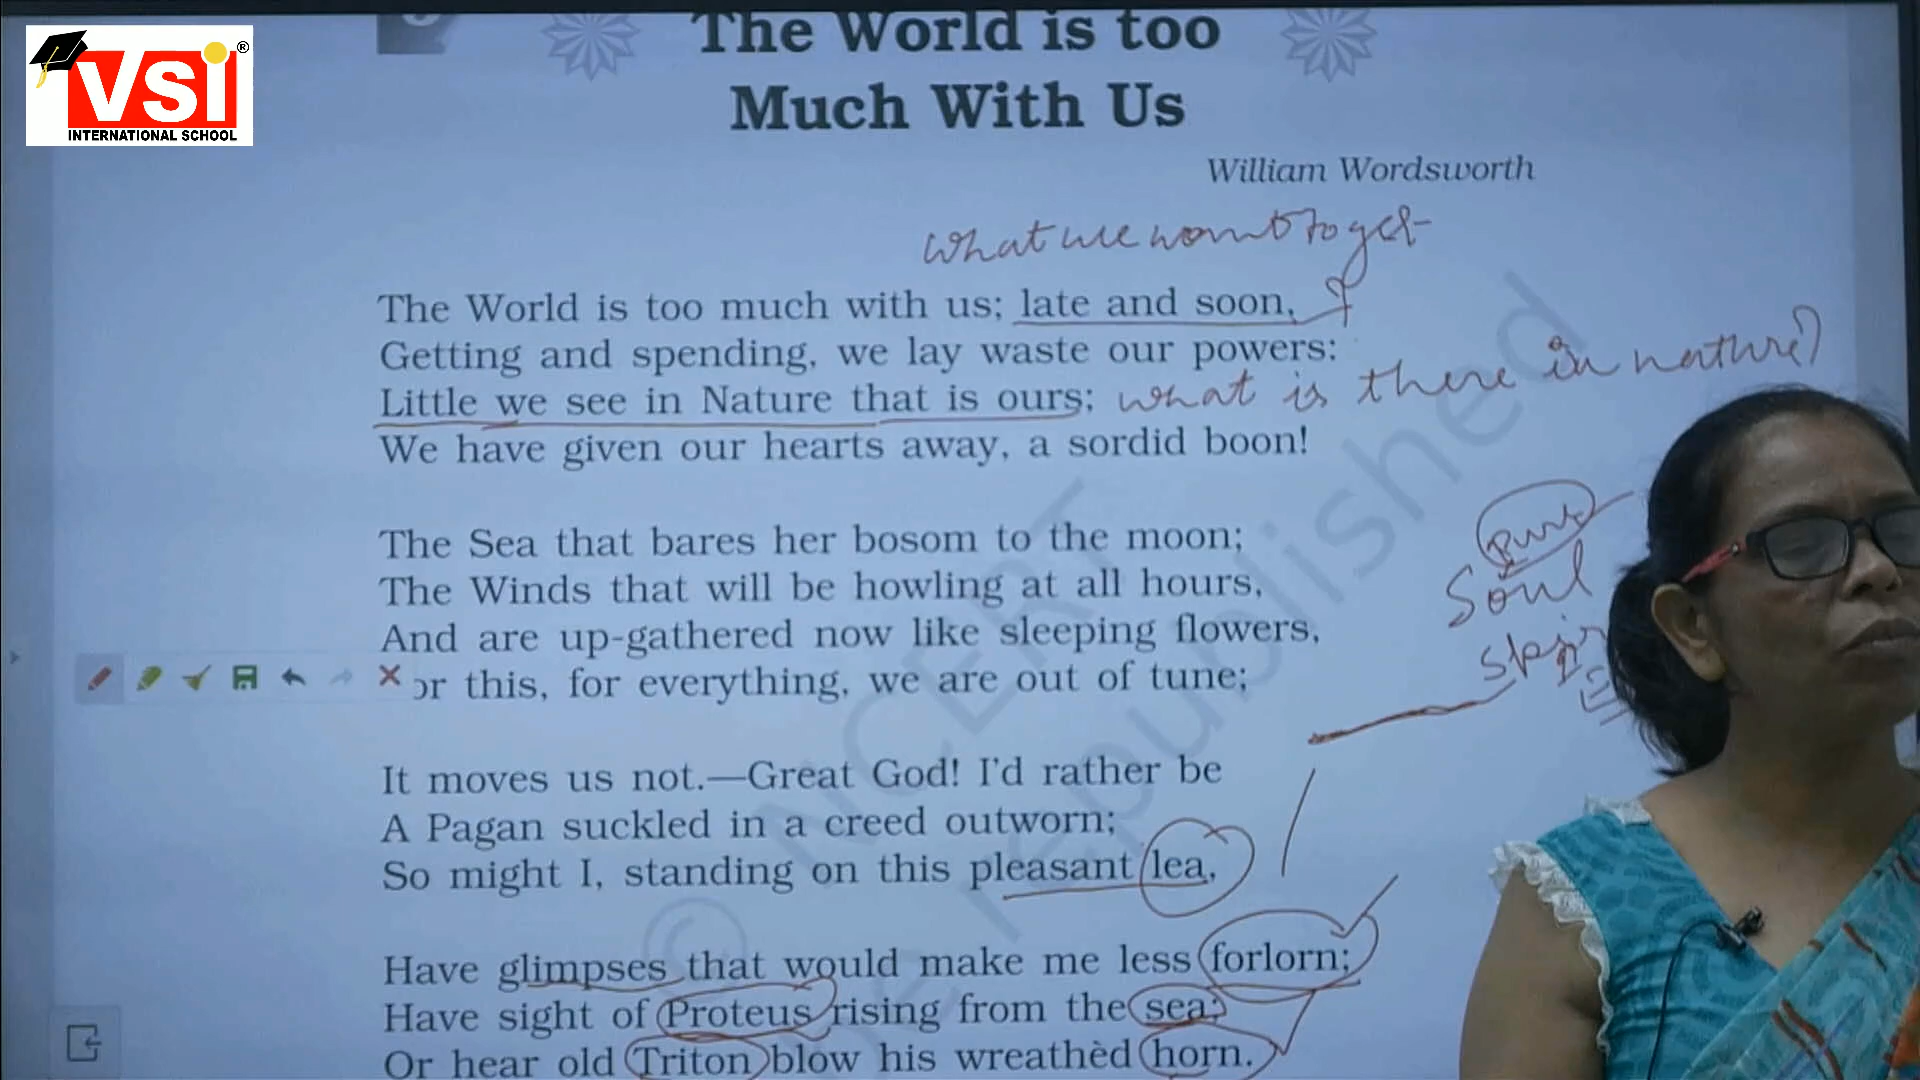 VSI®
INTERNATIONAL SCHOOL
The World is too
Much With Us
William Wordsworth
What we want to get
The World is too much with us; late and soon,
Getting and spending, we lay waste our powers:
Little we see in Nature that is ours; what is there in nature?
We have given our hearts away, a sordid boon!
The Sea that bares her bosom to the moon;
The Winds that will be howling at all hours,
And are up-gathered now like sleeping flowers,
or this, for everything, we are out of tune;
Soul
It moves us not.—Great God! I'd rather be
A Pagan suckled in a creed outworn;
So might I, standing on this pleasant lea,
Have glimpses that would make me less forlorn;
Have sight of Proteus rising from the sea;
Or hear old Triton blow his wreathèd horn.
© NCERT
republished